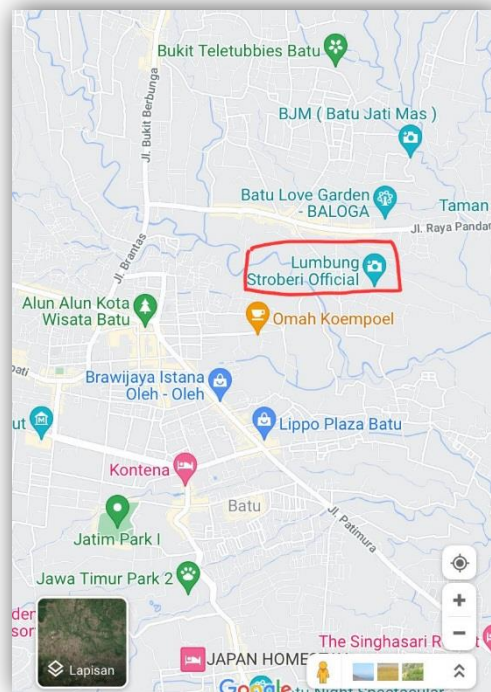 Bukit Teletubbies Batu
Jl. Bukit Berbunga
BJM ( Batu Jati Mas )
Batu Love Garden
- BALOGA
Taman
Jl. Raya Pandan
Jl. Brantas
Lumbung
Stroberi Official
Alun Alun Kota
Wisata Batu
Omah Koempoel
Brawijaya Istana
Oleh - Oleh
Lippo Plaza Batu
Kontena
Batu
Jl. Patimura
Jatim Park I
Jawa Timur Park 2
The Singhasari
JAPAN HOMEST
Lapisan
Google